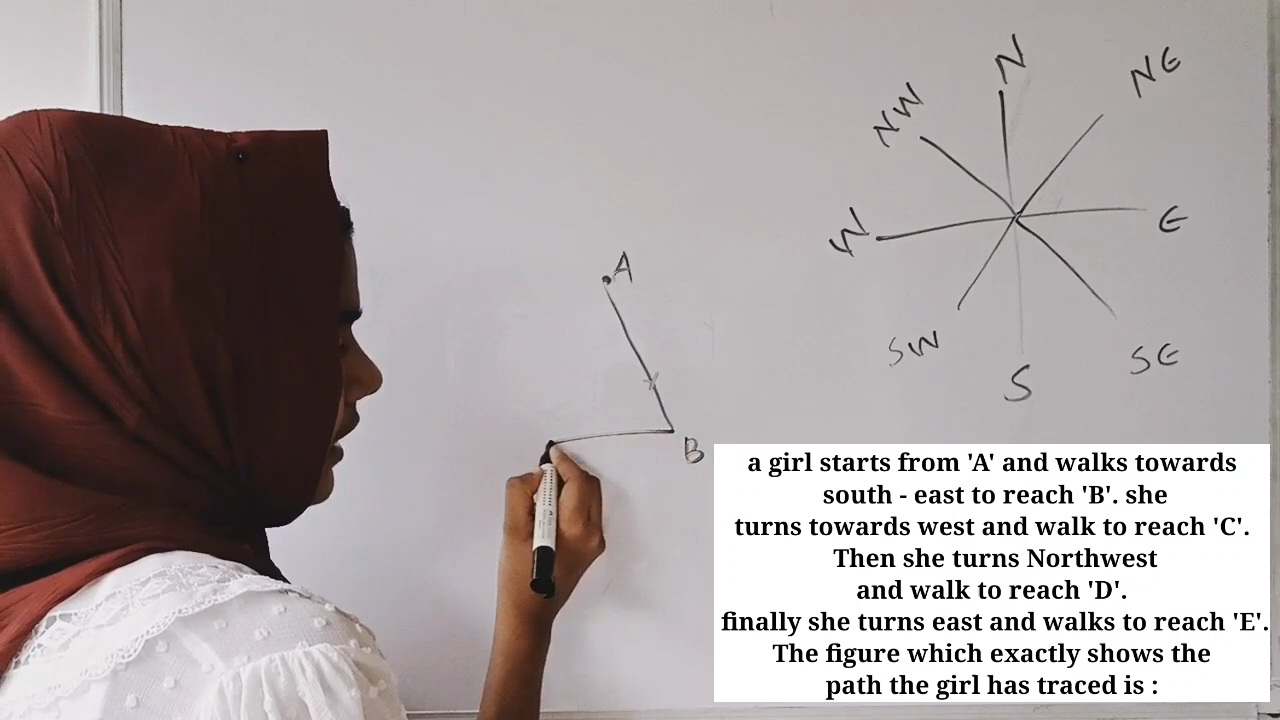 N
NE
NW
W
E
A
SW
SE
S
B
a girl starts from 'A' and walks towards
south - east to reach 'B'. she
turns towards west and walk to reach 'C'.
Then she turns Northwest
and walk to reach 'D'.
finally she turns east and walks to reach 'E'.
The figure which exactly shows the
path the girl has traced is :